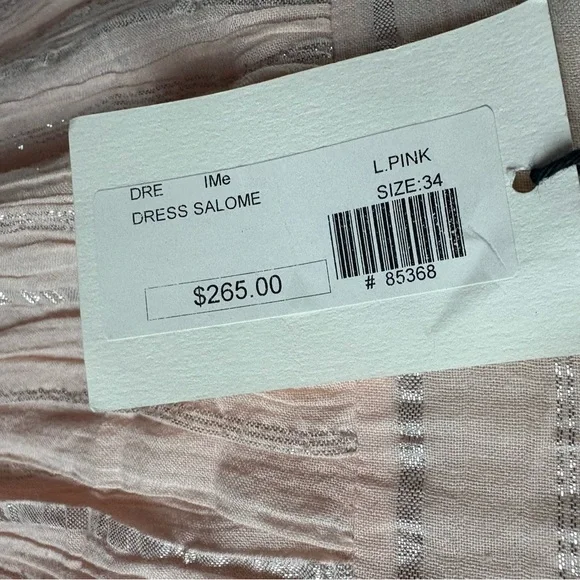 DRE IMe
DRESS SALOME
$265.00
L.PINK
SIZE:34
# 85368